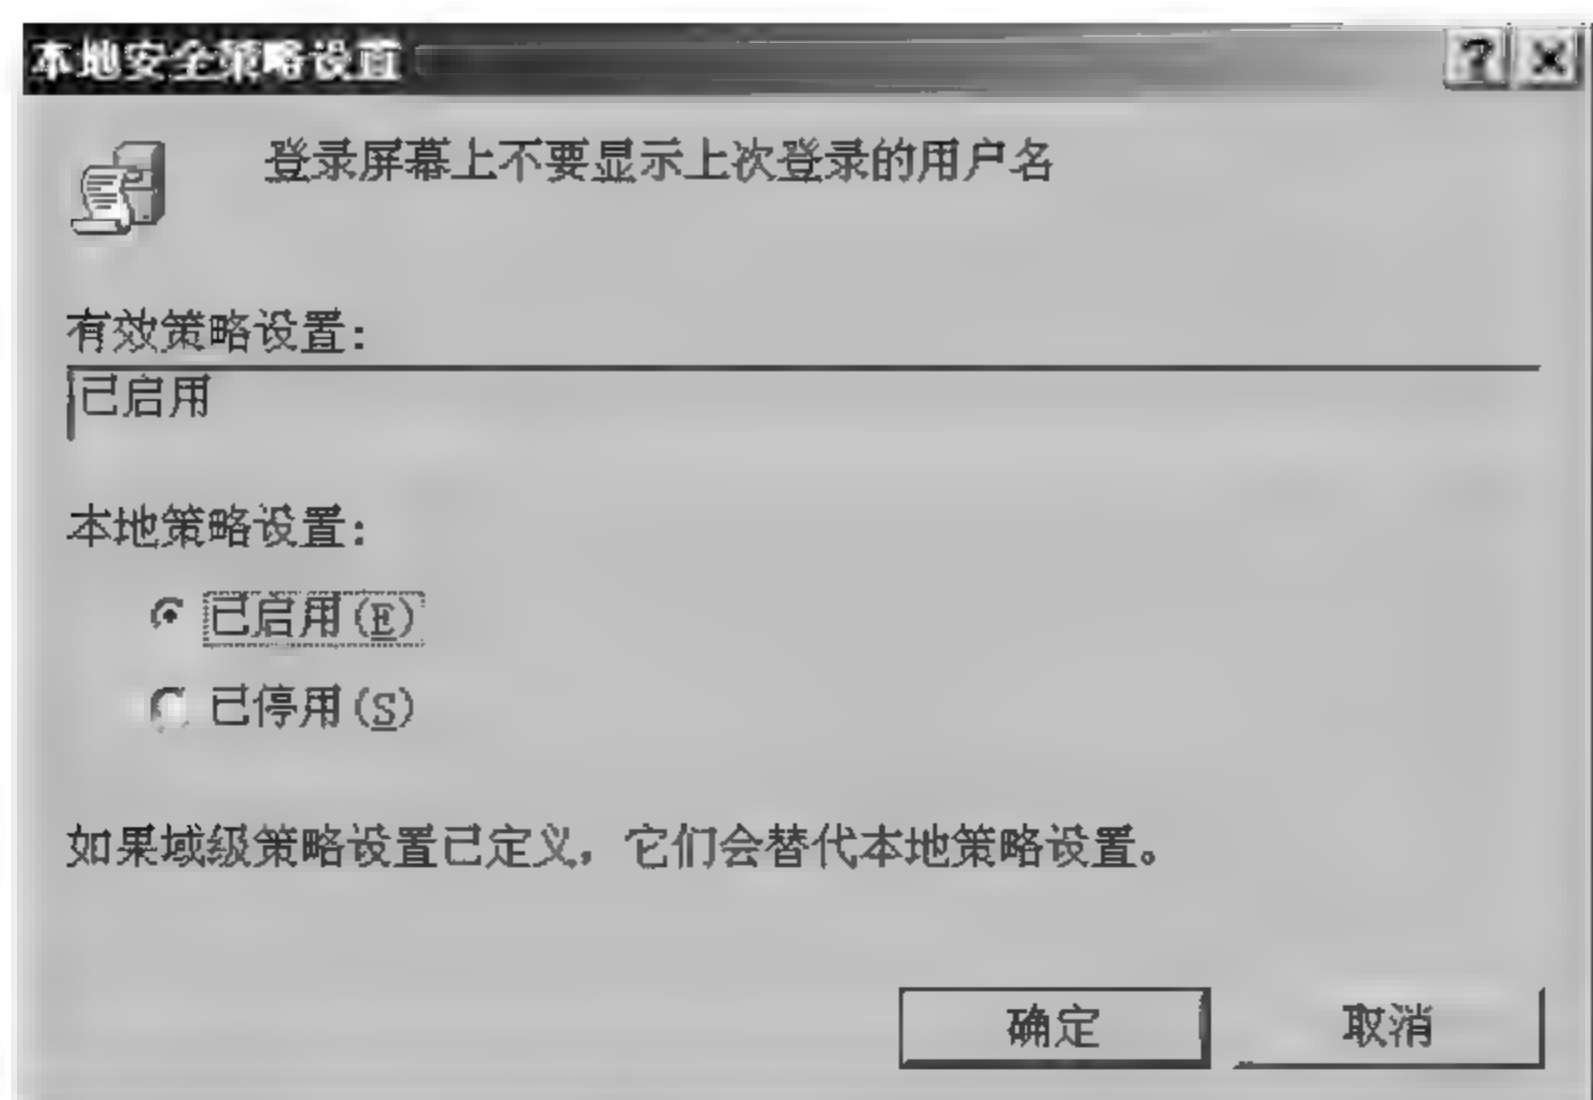 本地安全策略设置
登录屏幕上不要显示上次登录的用户名
有效策略设置：
已启用
本地策略设置：
已启用(E)
已停用(S)
如果域级策略设置已定义，它们会替代本地策略设置。
确定 取消